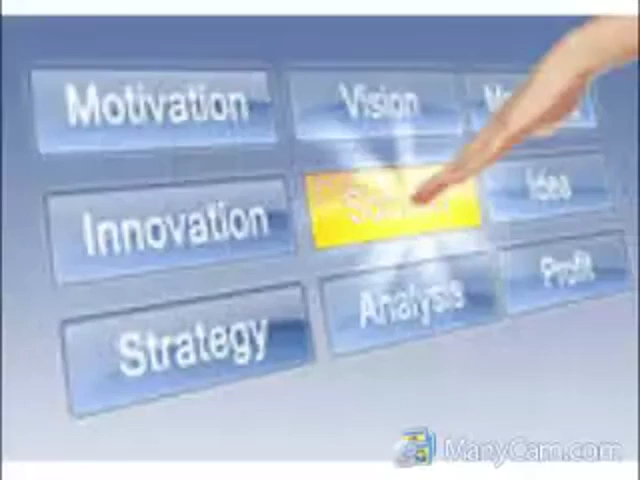 Motivation
Vision
Innovation
Idea
Strategy
Analysis
Profit
ManyCam.com